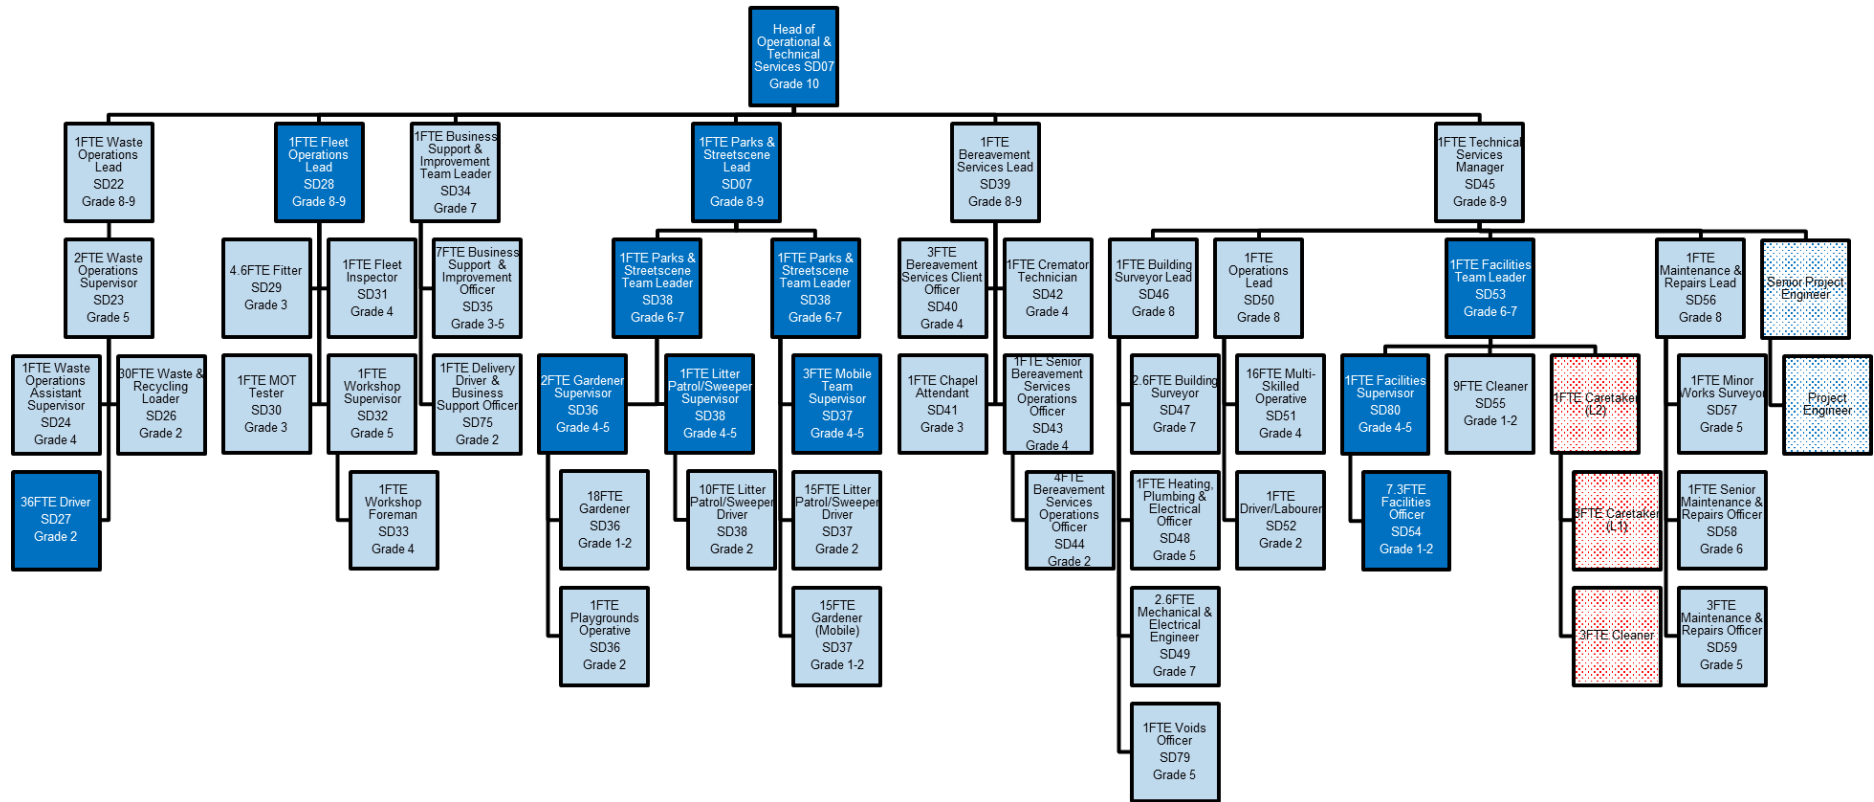 Head of
Operational &
Technical
Services SD07
Grade 10
1FTE Waste
Operations
Lead
SD22
Grade 8-9
1FTE Fleet
Operations
Lead
SD28
Grade 8-9
1FTE Business
Support &
Improvement
Team Leader
SD34
Grade 7
1FTE Parks &
Streetscene
Lead
SD07
Grade 8-9
1FTE
Bereavement
Services Lead
SD39
Grade 8-9
1FTE Technical
Services
Manager
SD45
Grade 8-9
2FTE Waste
Operations
Supervisor
SD23
Grade 5
4.6FTE Fitter
SD29
Grade 3
1FTE Fleet
Inspector
SD31
Grade 4
7FTE Business
Support &
Improvement
Officer
SD35
Grade 3-5
1FTE Parks &
Streetscene
Team Leader
SD38
Grade 6-7
1FTE Parks &
Streetscene
Team Leader
SD38
Grade 6-7
3FTE
Bereavement
Services Client
Officer
SD40
Grade 4
1FTE Cremator
Technician
SD42
Grade 4
1FTE Building
Surveyor Lead
SD46
Grade 8
1FTE
Operations
Lead
SD50
Grade 8
1FTE Facilities
Team Leader
SD53
Grade 6-7
1FTE
Maintenance &
Repairs Lead
SD56
Grade 8
Senior Project
Engineer
1FTE Waste
Operations
Assistant
Supervisor
SD24
Grade 4
30FTE Waste &
Recycling
Loader
SD26
Grade 2
1FTE MOT
Tester
SD30
Grade 3
1FTE
Workshop
Supervisor
SD32
Grade 5
1FTE Delivery
Driver &
Business
Support Officer
SD75
Grade 2
2FTE Gardener
Supervisor
SD36
Grade 4-5
1FTE Litter
Patrol/Sweeper
Supervisor
SD38
Grade 4-5
3FTE Mobile
Team
Supervisor
SD37
Grade 4-5
1FTE Chapel
Attendant
SD41
Grade 3
1FTE Senior
Bereavement
Services
Operations
Officer
SD43
Grade 4
2.6FTE Building
Surveyor
SD47
Grade 7
16FTE Multi-
Skilled
Operative
SD51
Grade 4
1FTE Facilities
Supervisor
SD80
Grade 4-5
9FTE Cleaner
SD55
Grade 1-2
1FTE Caretaker
(L2)
1FTE Minor
Works Surveyor
SD57
Grade 5
Project
Engineer
36FTE Driver
SD27
Grade 2
1FTE
Workshop
Foreman
SD33
Grade 4
18FTE
Gardener
SD36
Grade 1-2
10FTE Litter
Patrol/Sweeper
Driver
SD38
Grade 2
15FTE Litter
Patrol/Sweeper
Driver
SD37
Grade 2
4FTE
Bereavement
Services
Operations
Officer
SD44
Grade 2
1FTE Heating,
Plumbing &
Electrical
Officer
SD48
Grade 5
1FTE
Driver/Labourer
SD52
Grade 2
7.3FTE
Facilities
Officer
SD54
Grade 1-2
3FTE Caretaker
(L1)
1FTE Senior
Maintenance &
Repairs Officer
SD58
Grade 6
1FTE
Playgrounds
Operative
SD36
Grade 2
15FTE
Gardener
(Mobile)
SD37
Grade 1-2
2.6FTE
Mechanical &
Electrical
Engineer
SD49
Grade 7
3FTE Cleaner
3FTE
Maintenance &
Repairs Officer
SD59
Grade 5
1FTE Voids
Officer
SD79
Grade 5